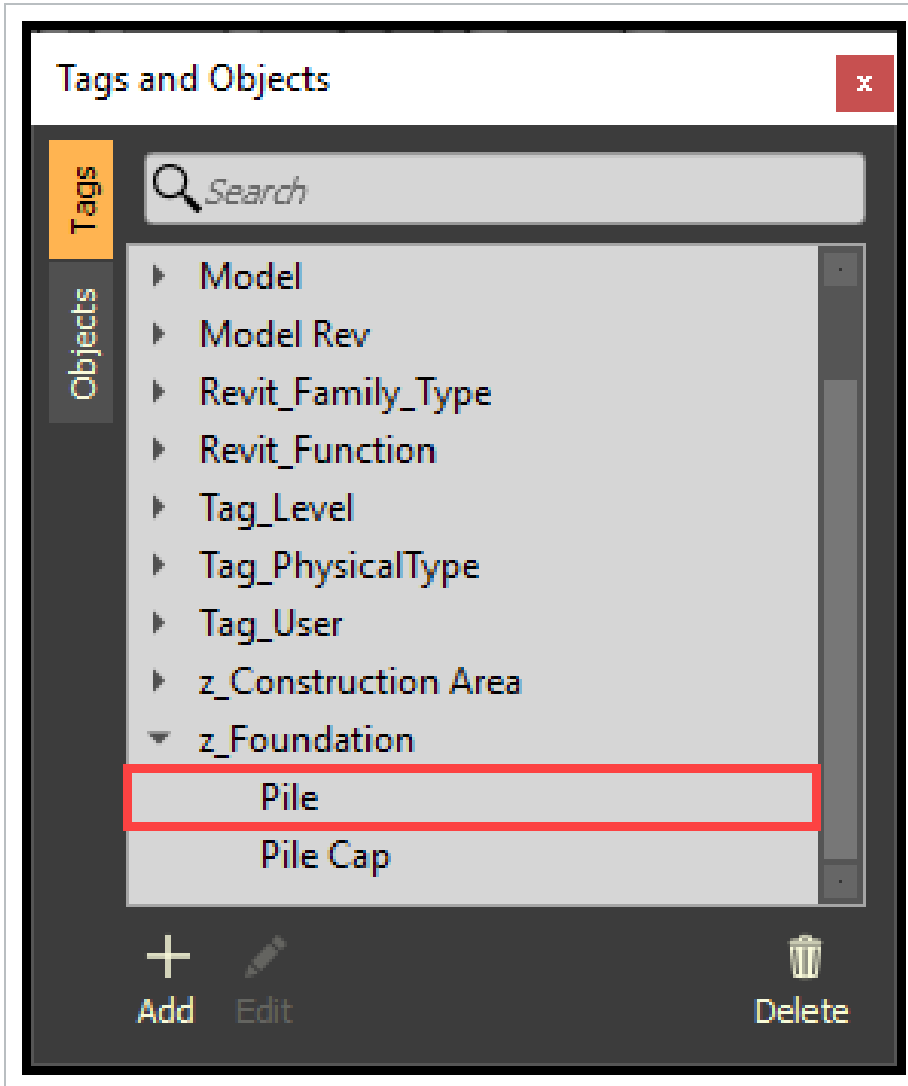 Tags and Objects
x
Tags
Search
Objects
Model
Model Rev
Revit_Family_Type
Revit_Function
Tag_Level
Tag_PhysicalType
Tag_User
z_Construction Area
z_Foundation
Pile
Pile Cap
Add
Edit
Delete